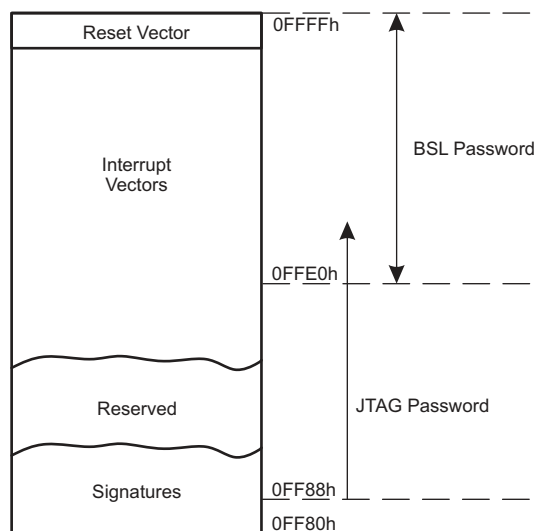 Reset Vector
0FFFFh
BSL Password
Interrupt
Vectors
0FFE0h
Reserved
JTAG Password
Signatures
0FF88h
0FF80h